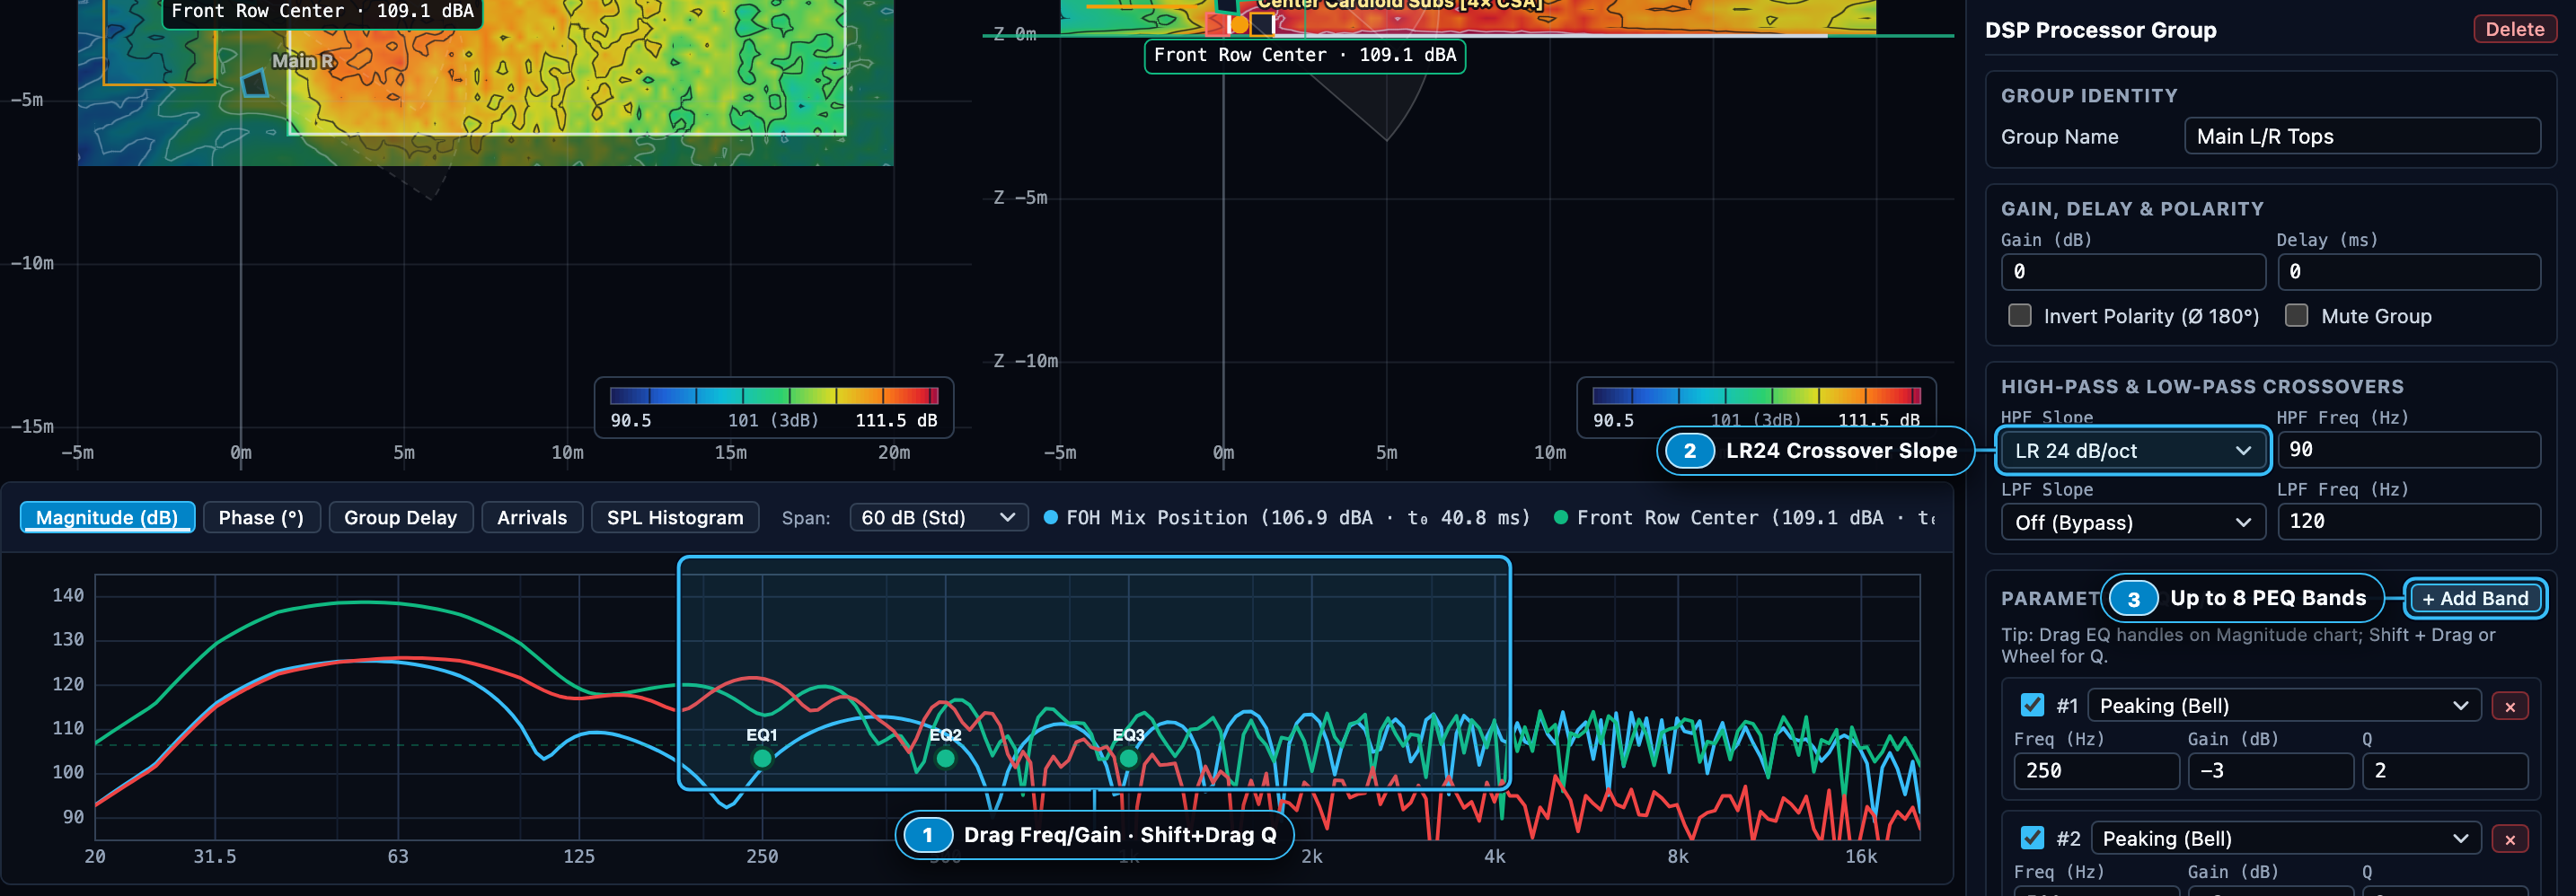 Front Row Center · 109.1 dBA
Main R
-5m
-10m
-15m
-5m
0m
5m
10m
15m
20m
90.5
101 (3dB)
111.5 dB
Center Cardioid Subs [4× CSA]
Z 0m
Front Row Center · 109.1 dBA
Z -5m
Z -10m
-5m
0m
5m
10m
90.5
101 (3dB)
111.5 dB
Magnitude (dB)
Phase (°)
Group Delay
Arrivals
SPL Histogram
Span:
60 dB (Std)
FOH Mix Position (106.9 dBA · t₀ 40.8 ms)
Front Row Center (109.1 dBA · t₀
140
130
120
110
100
90
EQ1
EQ2
EQ3
1 Drag Freq/Gain · Shift+Drag Q
20
31.5
63
125
250
2k
4k
8k
16k
DSP Processor Group
Delete
GROUP IDENTITY
Group Name
Main L/R Tops
GAIN, DELAY & POLARITY
Gain (dB)
Delay (ms)
0
0
Invert Polarity (Ø 180°)
Mute Group
HIGH-PASS & LOW-PASS CROSSOVERS
HPF Slope
HPF Freq (Hz)
2 LR24 Crossover Slope
LR 24 dB/oct
90
LPF Slope
LPF Freq (Hz)
Off (Bypass)
120
PARAMET
3 Up to 8 PEQ Bands
+ Add Band
Tip: Drag EQ handles on Magnitude chart; Shift + Drag or
Wheel for Q.
#1
Peaking (Bell)
×
Freq (Hz)
Gain (dB)
Q
250
−3
2
#2
Peaking (Bell)
×
Freq (Hz)
Gain (dB)
Q